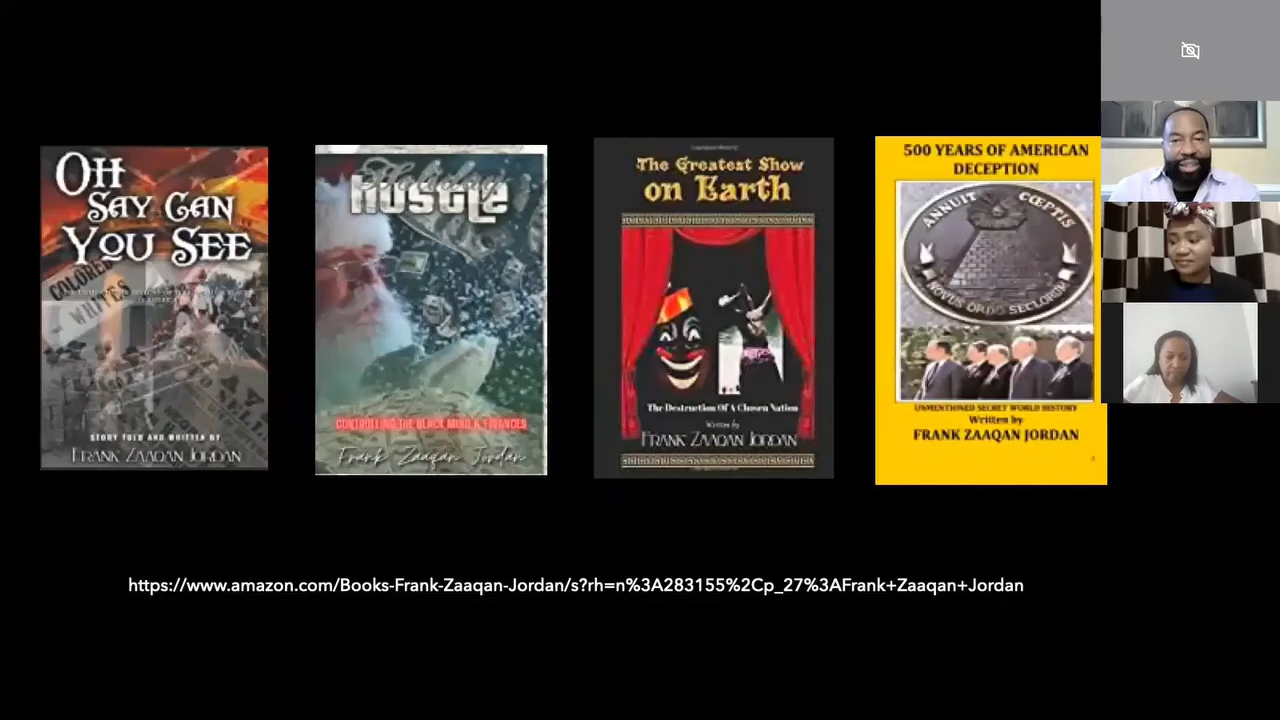 OH
SAY CAN
YOU SEE
COLORED
WHITES
STORY TOLD AND WRITTEN BY
FRANK ZAAQAN JORDAN
Holiday
HUSTLE
CONTROLLING THE BLACK MIND & FINANCES
Frank Zaaqan Jordan
The Greatest Show
on Earth
The Destruction Of A Chosen Nation
Written by
FRANK ZAAQAN JORDAN
500 YEARS OF AMERICAN
DECEPTION
ANNUIT CŒPTIS
NOVUS ORDO SECLORUM
UNMENTIONED SECRET WORLD HISTORY
Written by
FRANK ZAAQAN JORDAN
https://www.amazon.com/Books-Frank-Zaaqan-Jordan/s?rh=n%3A283155%2Cp_27%3AFrank+Zaaqan+Jordan